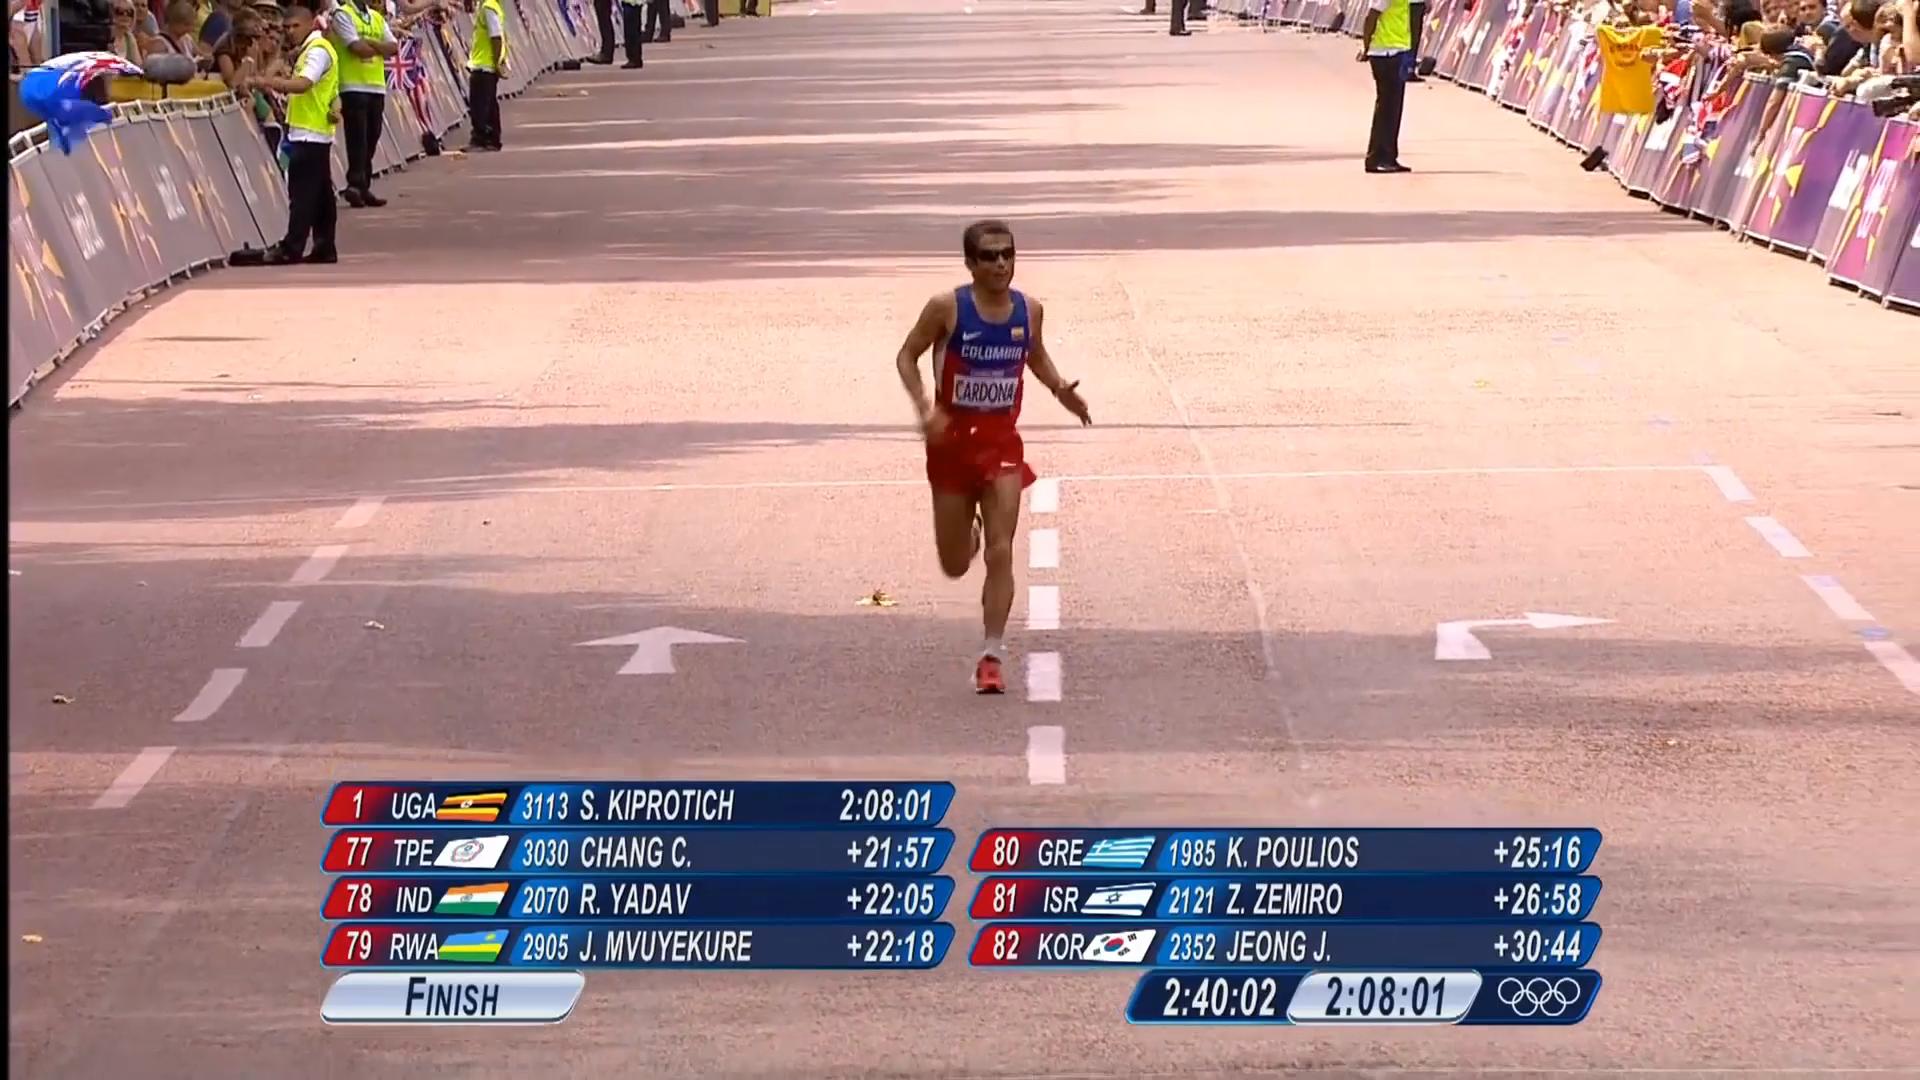 COLOMBIA
CARDONA
1 UGA 3113 S. KIPROTICH 2:08:01
77 TPE 3030 CHANG C. +21:57
78 IND 2070 R. YADAV +22:05
79 RWA 2905 J. MVUYEKURE +22:18
80 GRE 1985 K. POULIOS +25:16
81 ISR 2121 Z. ZEMIRO +26:58
82 KOR 2352 JEONG J. +30:44
FINISH
2:40:02 2:08:01